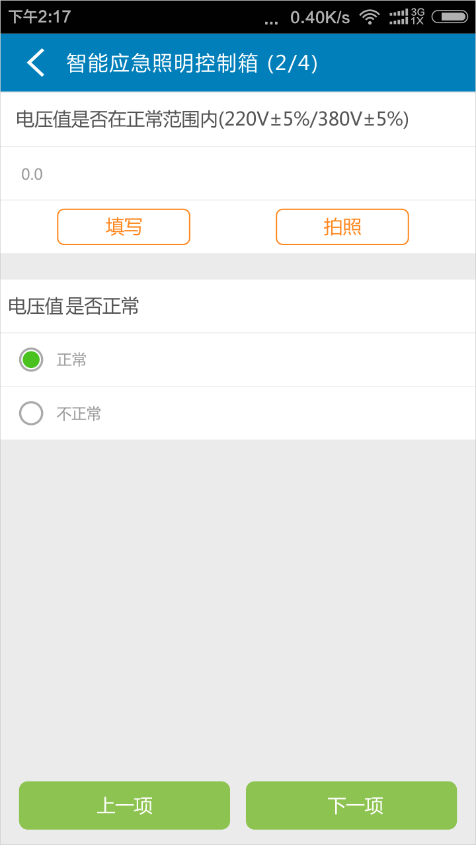 下午2:17 ... 0.40K/s 3G 1X
智能应急照明控制箱 (2/4)
电压值是否在正常范围内(220V±5%/380V±5%)
0.0
填写 拍照
电压值是否正常
正常
不正常
上一项 下一项